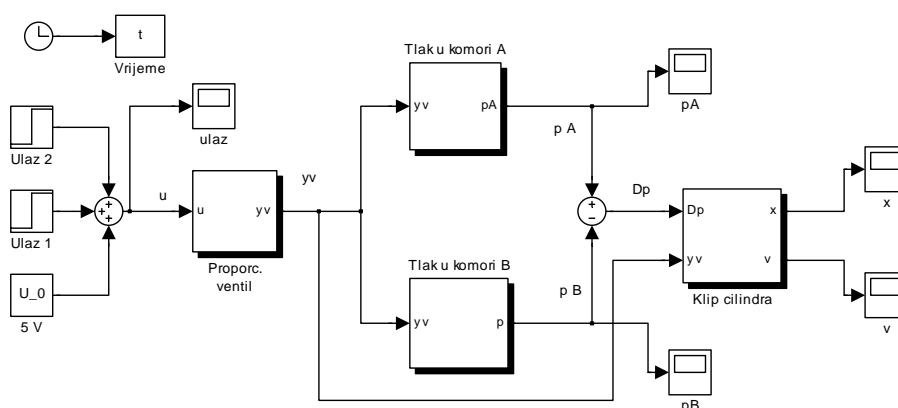 Tlak u komori A
t
Vrijeme
yv
pA
pA
p A
ulaz
Ulaz 2
yv
u
u
yv
Dp
Dp
x
x
Ulaz 1
Proporc.
ventil
Tlak u komori B
yv
v
p B
Klip cilindra
U_0
yv
p
v
5 V
pB